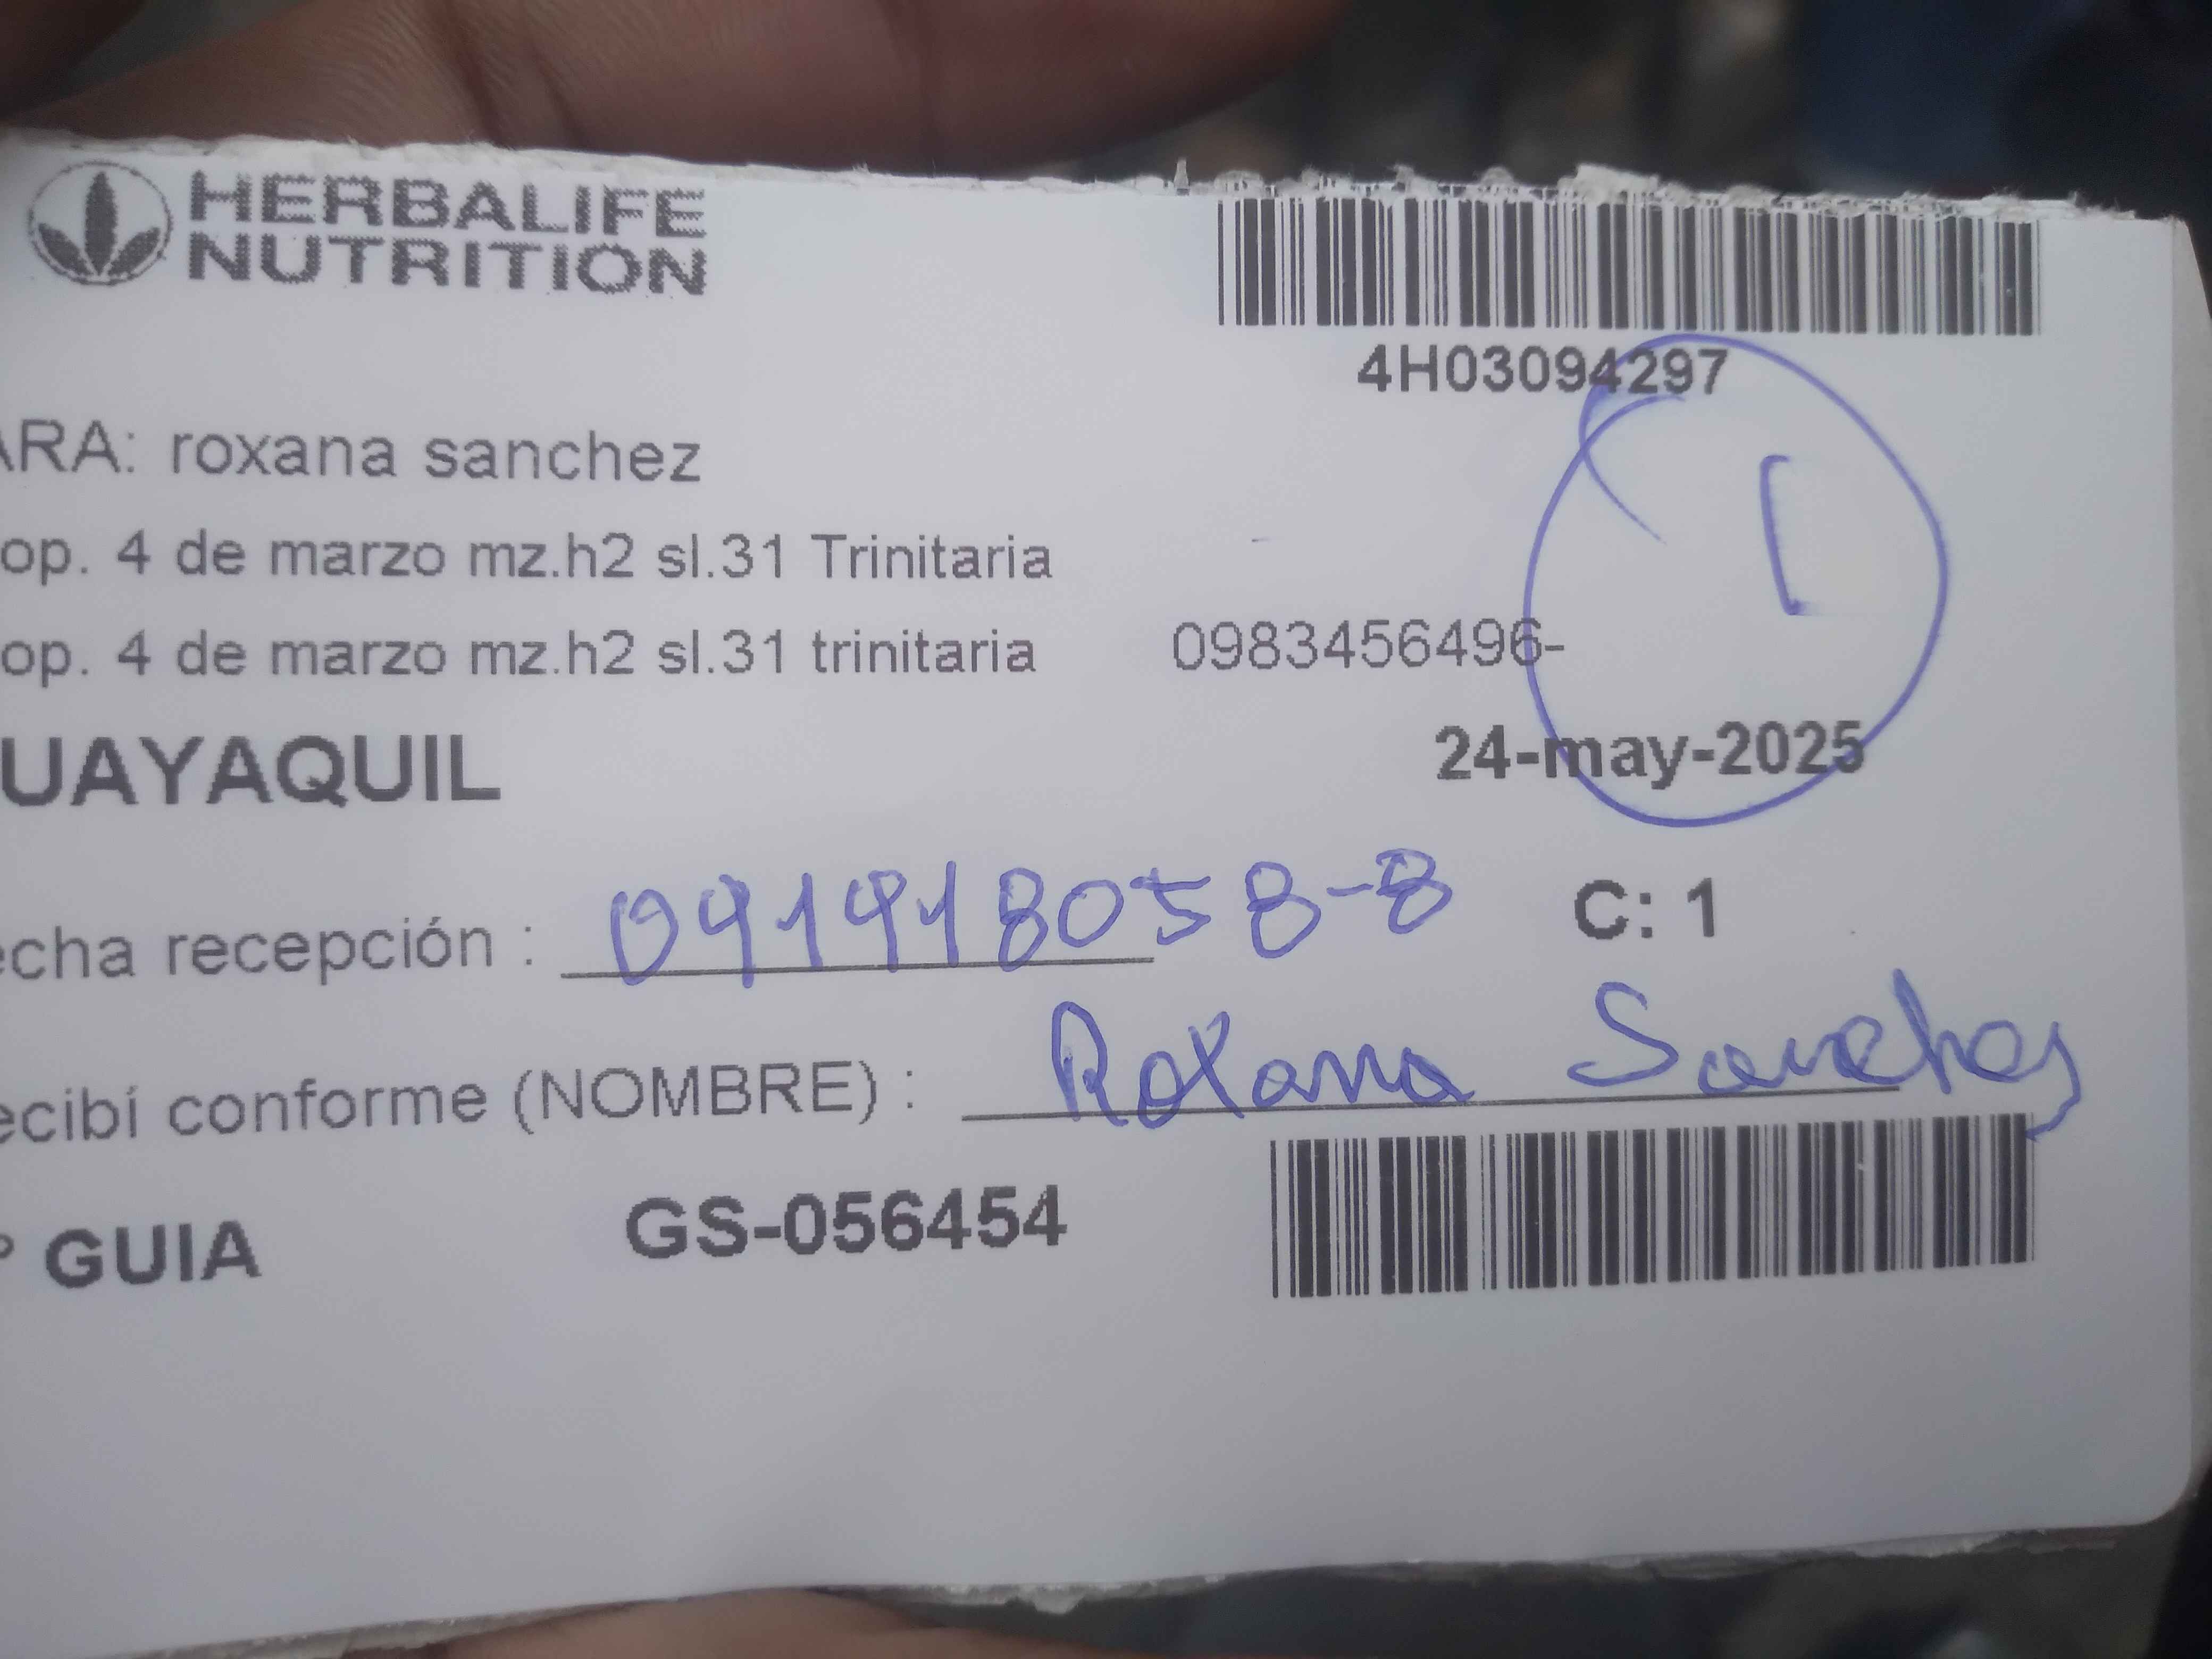 HERBALIFE
NUTRITION
4H03094297
ARA: roxana sanchez
op. 4 de marzo mz.h2 sl.31 Trinitaria
op. 4 de marzo mz.h2 sl.31 trinitaria 0983456496-
UAYAQUIL 24-may-2025
echa recepción : 091918058-8 C: 1
ecibí conforme (NOMBRE) : Roxana Sanchez
° GUIA GS-056454